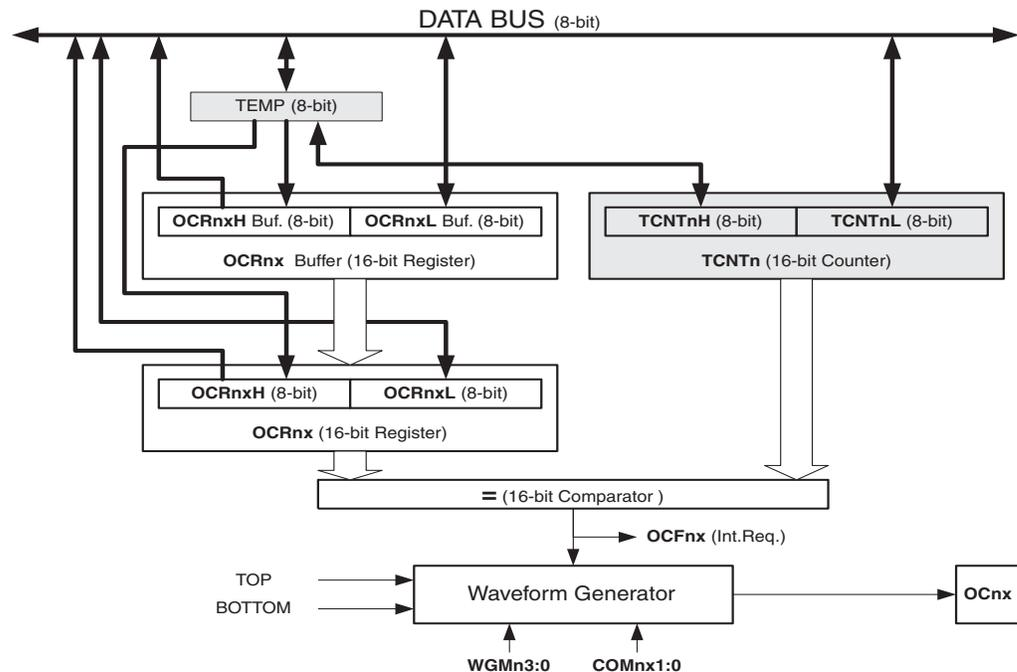 DATA BUS (8-bit)
TEMP (8-bit)
OCRnxH Buf. (8-bit) OCRnxL Buf. (8-bit)
OCRnx Buffer (16-bit Register)
TCNTnH (8-bit) TCNTnL (8-bit)
TCNTn (16-bit Counter)
OCRnxH (8-bit) OCRnxL (8-bit)
OCRnx (16-bit Register)
= (16-bit Comparator )
OCFnx (Int.Req.)
TOP
BOTTOM
Waveform Generator
OCnx
WGMn3:0 COMnx1:0